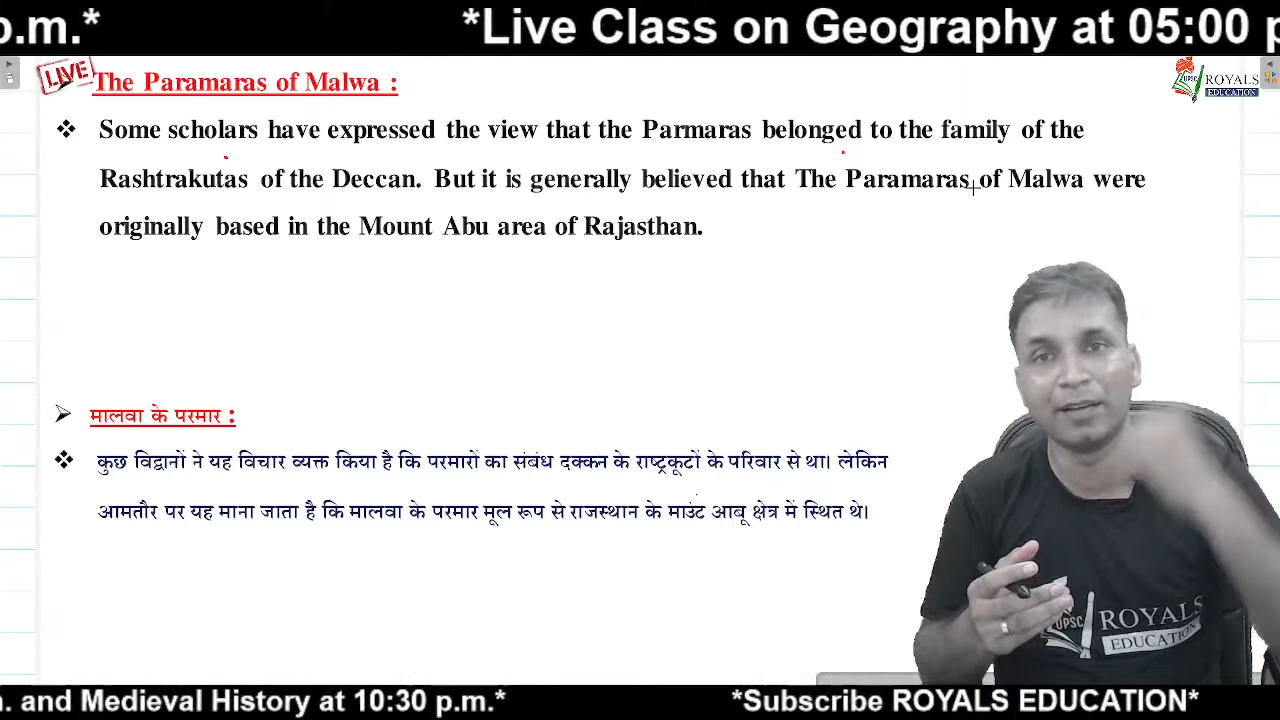 p.m.* *Live Class on Geography at 05:00 p
LIVE The Paramaras of Malwa :
UPSC ROYALS
EDUCATION
Some scholars have expressed the view that the Parmaras belonged to the family of the
Rashtrakutas of the Deccan. But it is generally believed that The Paramaras of Malwa were
originally based in the Mount Abu area of Rajasthan.
मालवा के परमार :
कुछ विद्वानों ने यह विचार व्यक्त किया है कि परमारों का संबंध दक्कन के राष्ट्रकूटों के परिवार से था। लेकिन
आमतौर पर यह माना जाता है कि मालवा के परमार मूल रूप से राजस्थान के माउंट आबू क्षेत्र में स्थित थे।
UPSC ROYALS
EDUCATION
. and Medieval History at 10:30 p.m.* *Subscribe ROYALS EDUCATION*